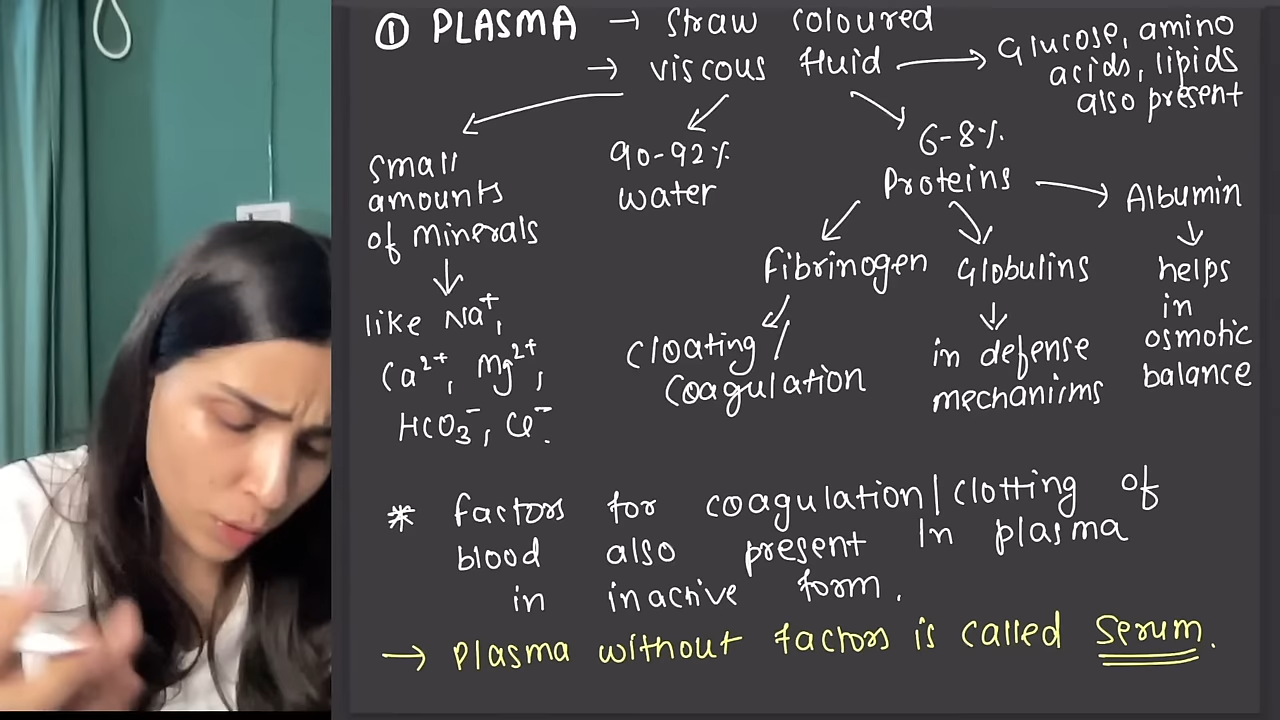 ① PLASMA → Straw coloured
→ viscous fluid → Glucose, amino
acids, lipids
also present
small
amounts
of minerals
↓
like Na⁺,
Ca²⁺, Mg²⁺,
HCO₃⁻, Cl⁻.
90-92%
water
6-8%
Proteins → Albumin
↓
helps
in
osmotic
balance
Fibrinogen
Cloating /
coagulation
Globulins
↓
in defense
mechanisms
* factors for coagulation/clotting of
blood also present in plasma
in inactive form.
→ Plasma without factors is called Serum.